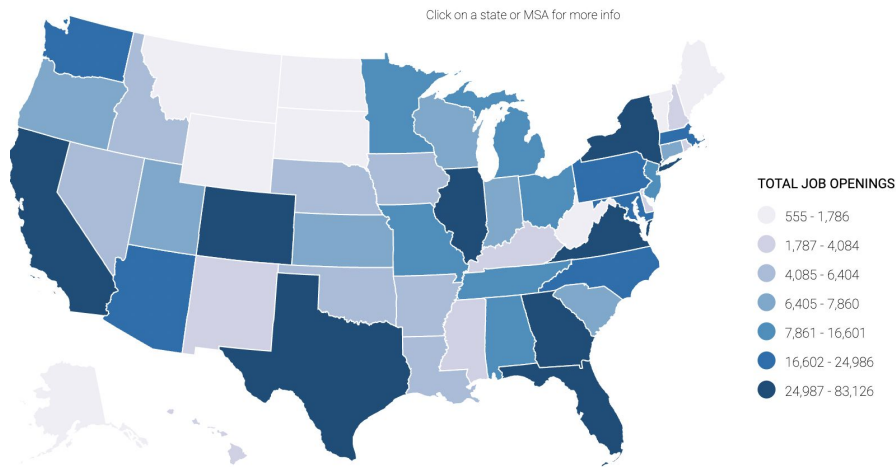 Click on a state or MSA for more info
TOTAL JOB OPENINGS
555 - 1,786
1,787 - 4,084
4,085 - 6,404
6,405 - 7,860
7,861 - 16,601
16,602 - 24,986
24,987 - 83,126